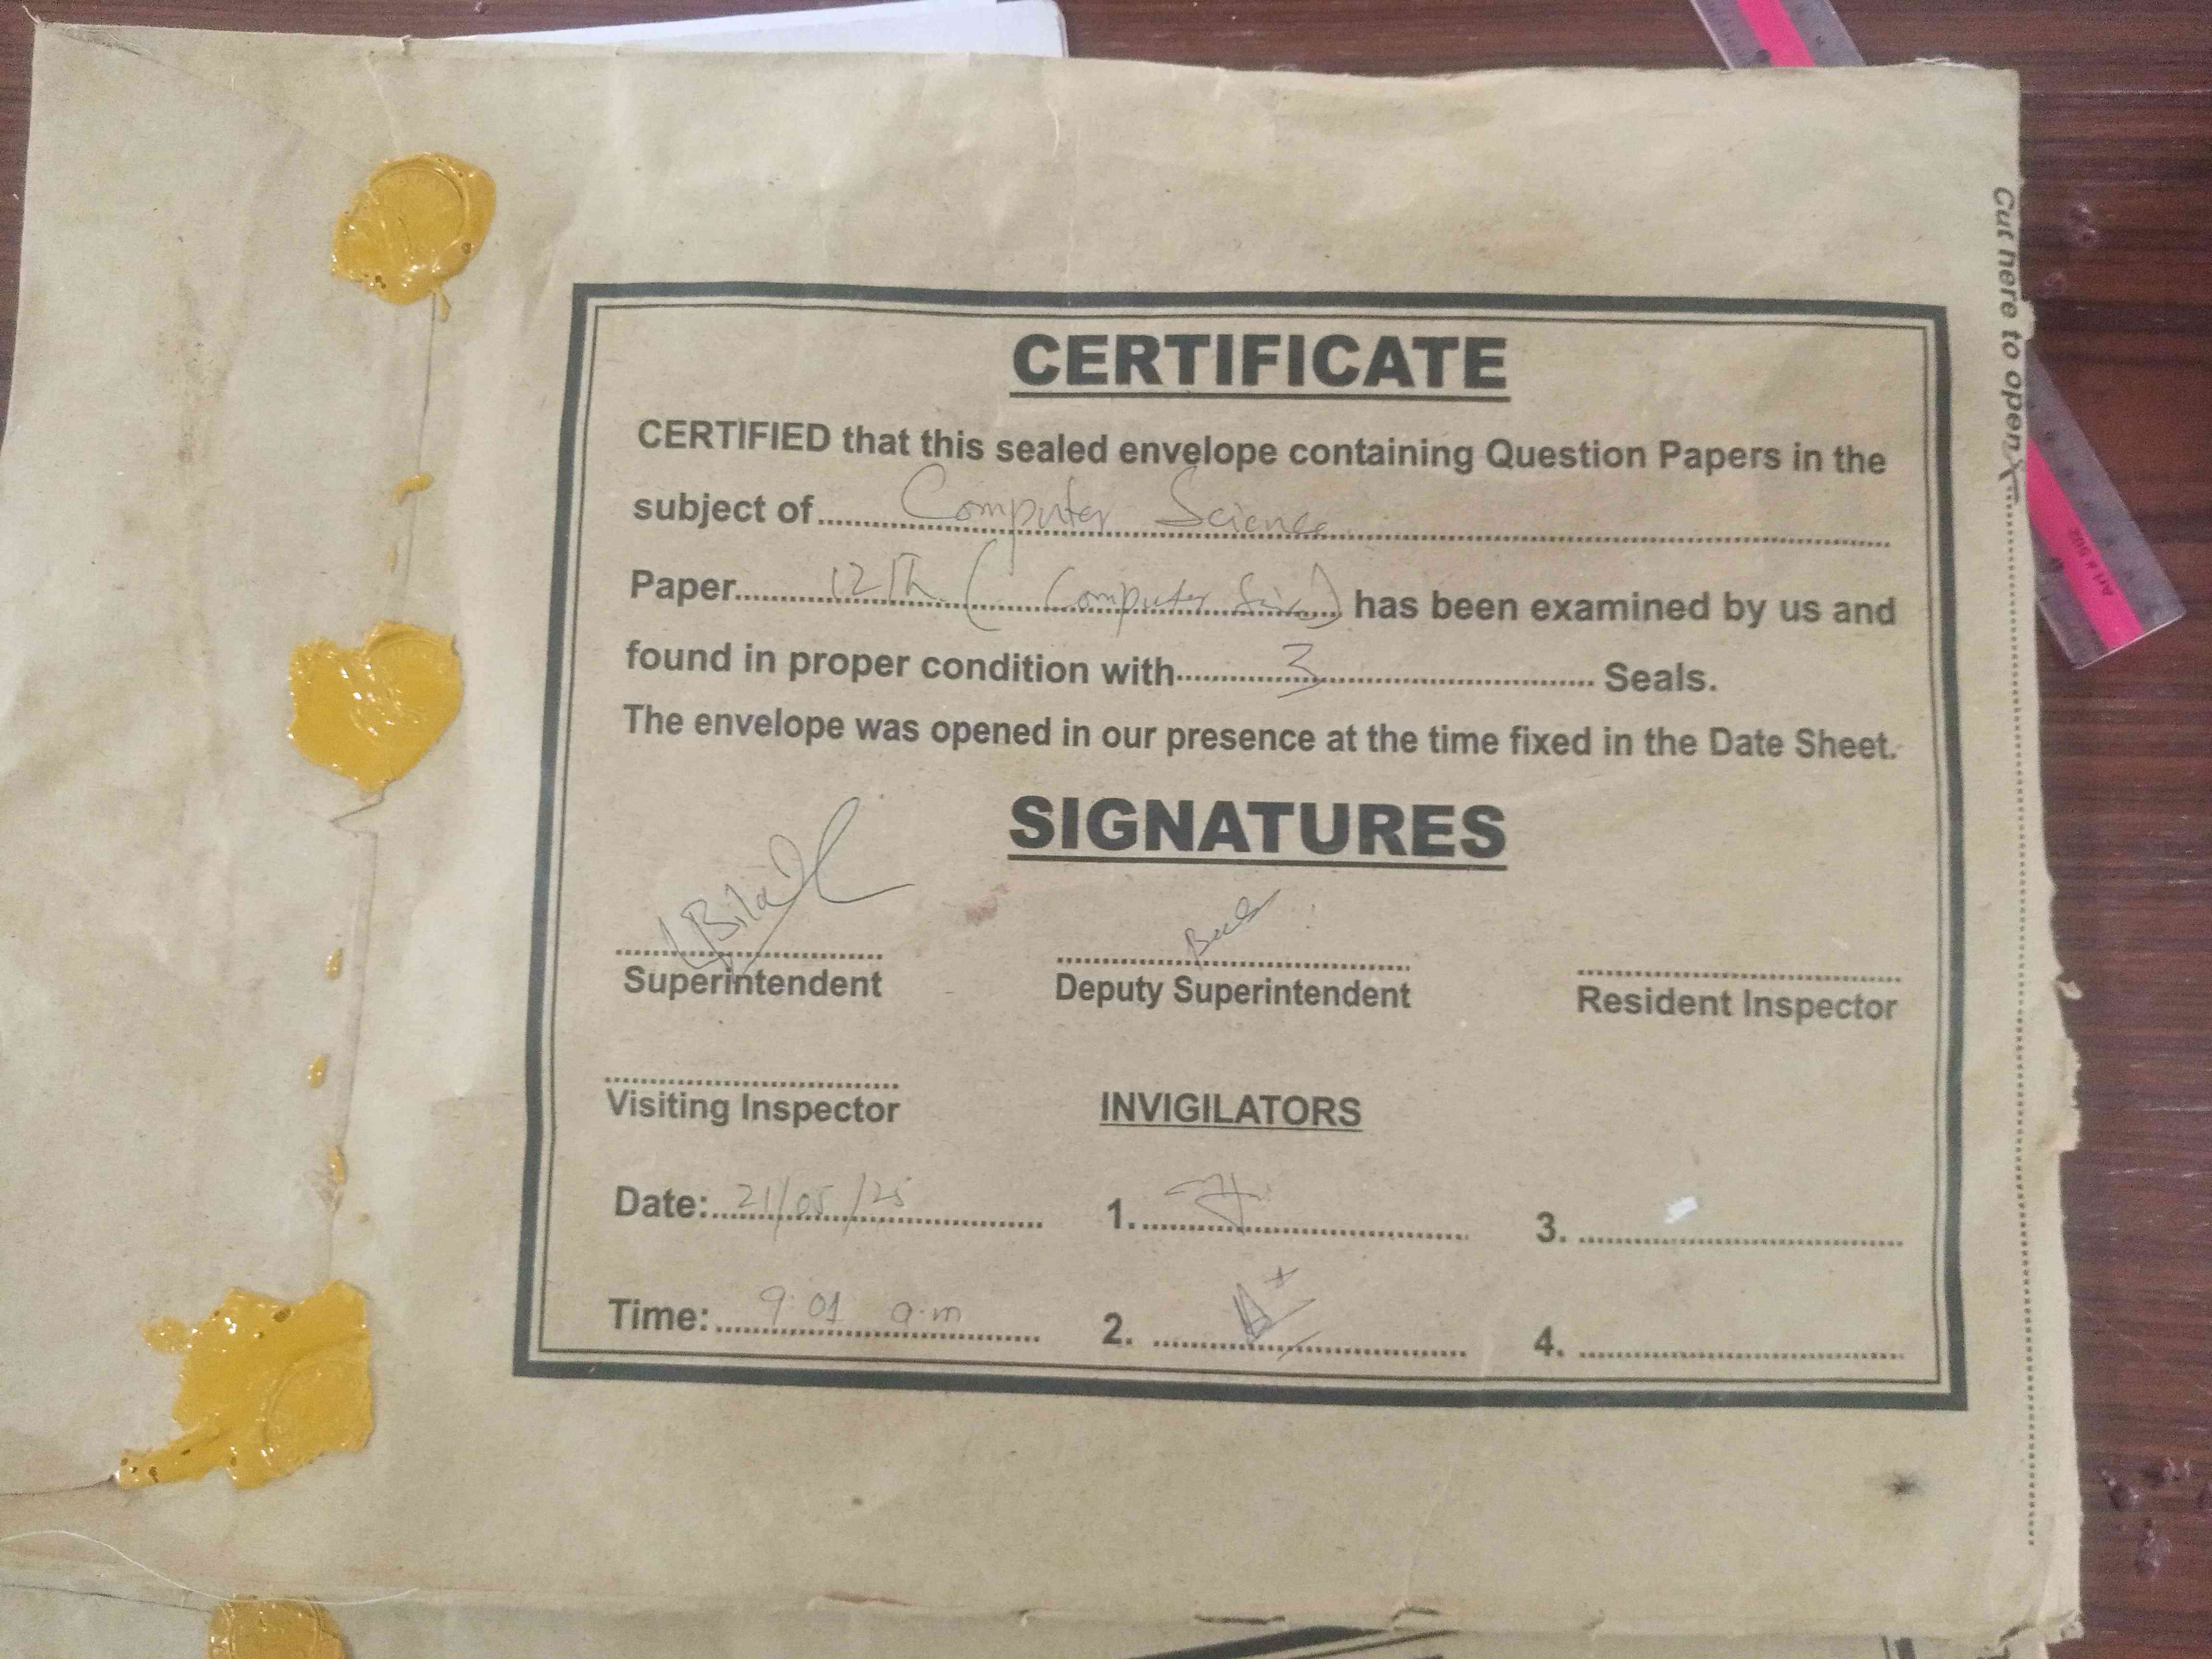 Cut here to open
CERTIFICATE
CERTIFIED that this sealed envelope containing Question Papers in the
subject of Computer Science
Paper 12th ( Computer ) has been examined by us and
found in proper condition with 3 Seals.
The envelope was opened in our presence at the time fixed in the Date Sheet.
SIGNATURES
Bilal
Superintendent Deputy Superintendent Resident Inspector
Visiting Inspector INVIGILATORS
Date: 21/05/25 1. 3.
Time: 9:01 a.m 2. 4.